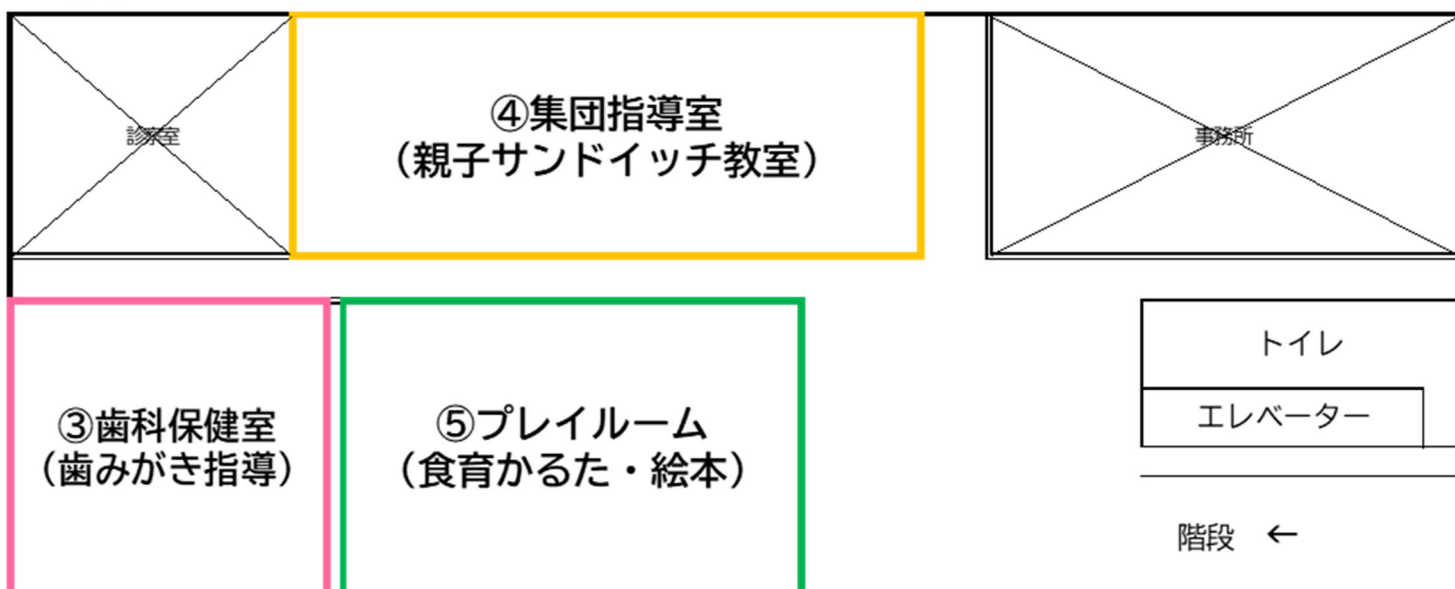 ④集団指導室
（親子サンドイッチ教室）
診察室
事務所
トイレ
エレベーター
③歯科保健室
（歯みがき指導）
⑤プレイルーム
（食育かるた・絵本）
階段 ←